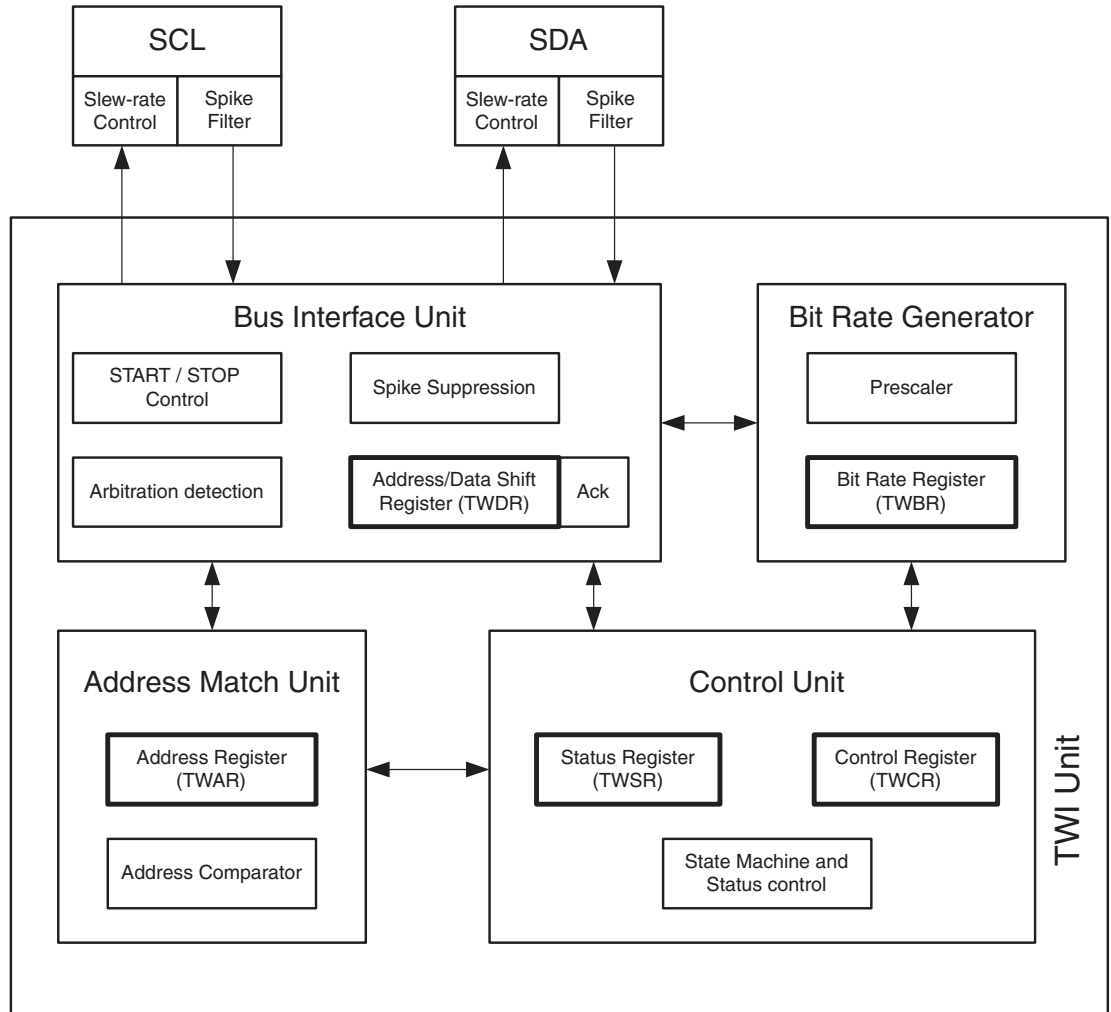 SCL
SDA
Slew-rate
Control
Spike
Filter
Slew-rate
Control
Spike
Filter
Bus Interface Unit
START / STOP
Control
Spike Suppression
Arbitration detection
Address/Data Shift
Register (TWDR)
Ack
Bit Rate Generator
Prescaler
Bit Rate Register
(TWBR)
Address Match Unit
Address Register
(TWAR)
Address Comparator
Control Unit
Status Register
(TWSR)
Control Register
(TWCR)
State Machine and
Status control
TWI Unit